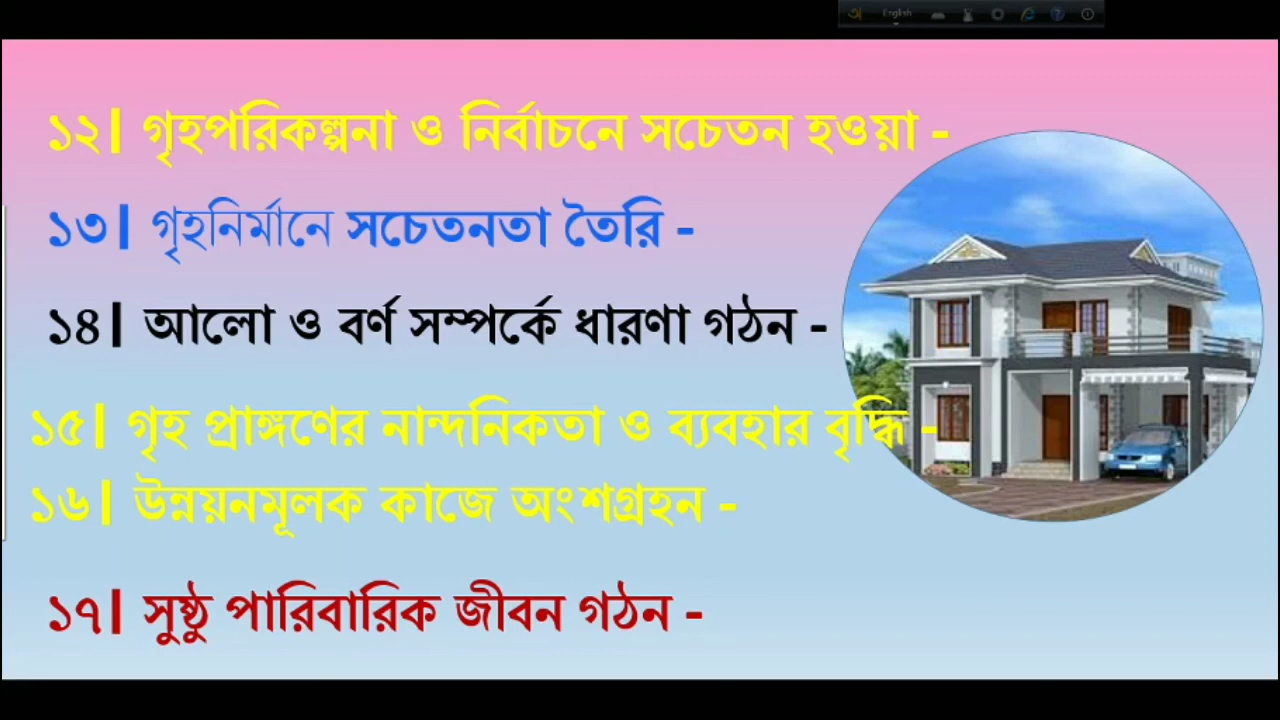 English
১২| গৃহপরিকল্পনা ও নির্বাচনে সচেতন হওয়া -
১৩| গৃহনির্মানে সচেতনতা তৈরি -
১৪| আলো ও বর্ণ সম্পর্কে ধারণা গঠন -
১৫| গৃহ প্রাঙ্গণের নান্দনিকতা ও ব্যবহার বৃদ্ধি -
১৬| উন্নয়নমূলক কাজে অংশগ্রহন -
১৭| সুষ্ঠু পারিবারিক জীবন গঠন -